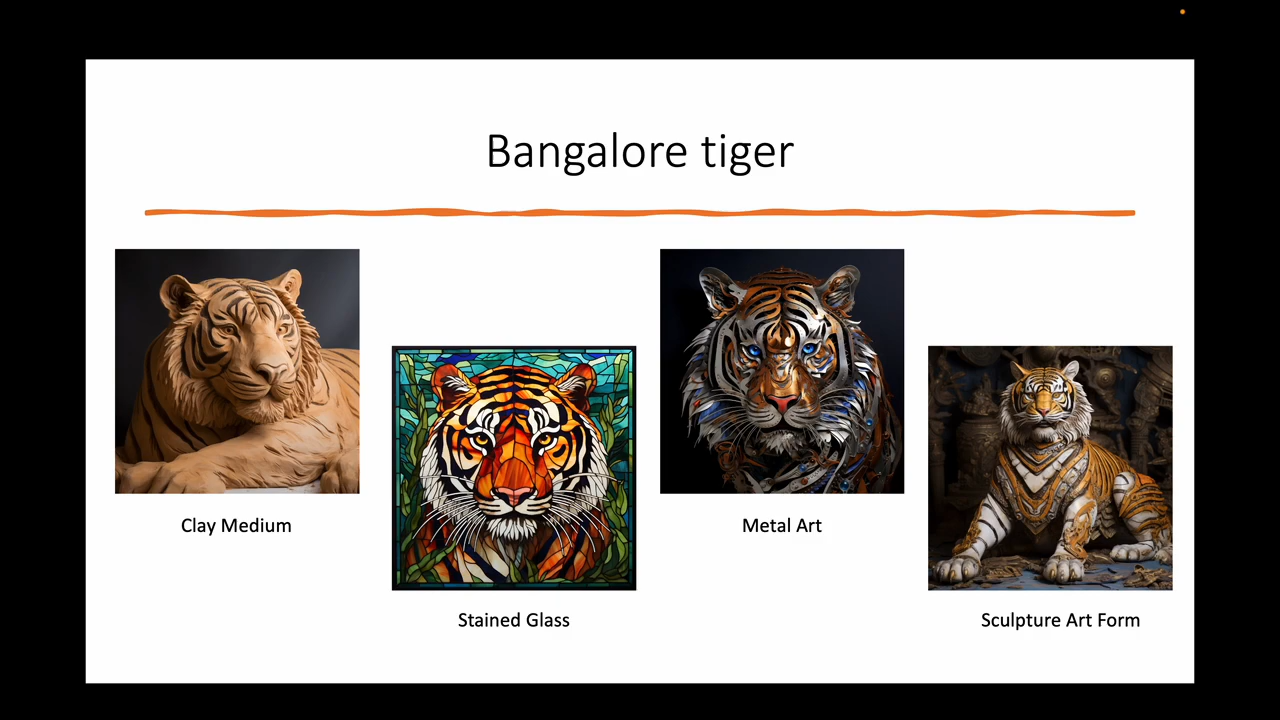 Bangalore tiger
Clay Medium
Stained Glass
Metal Art
Sculpture Art Form